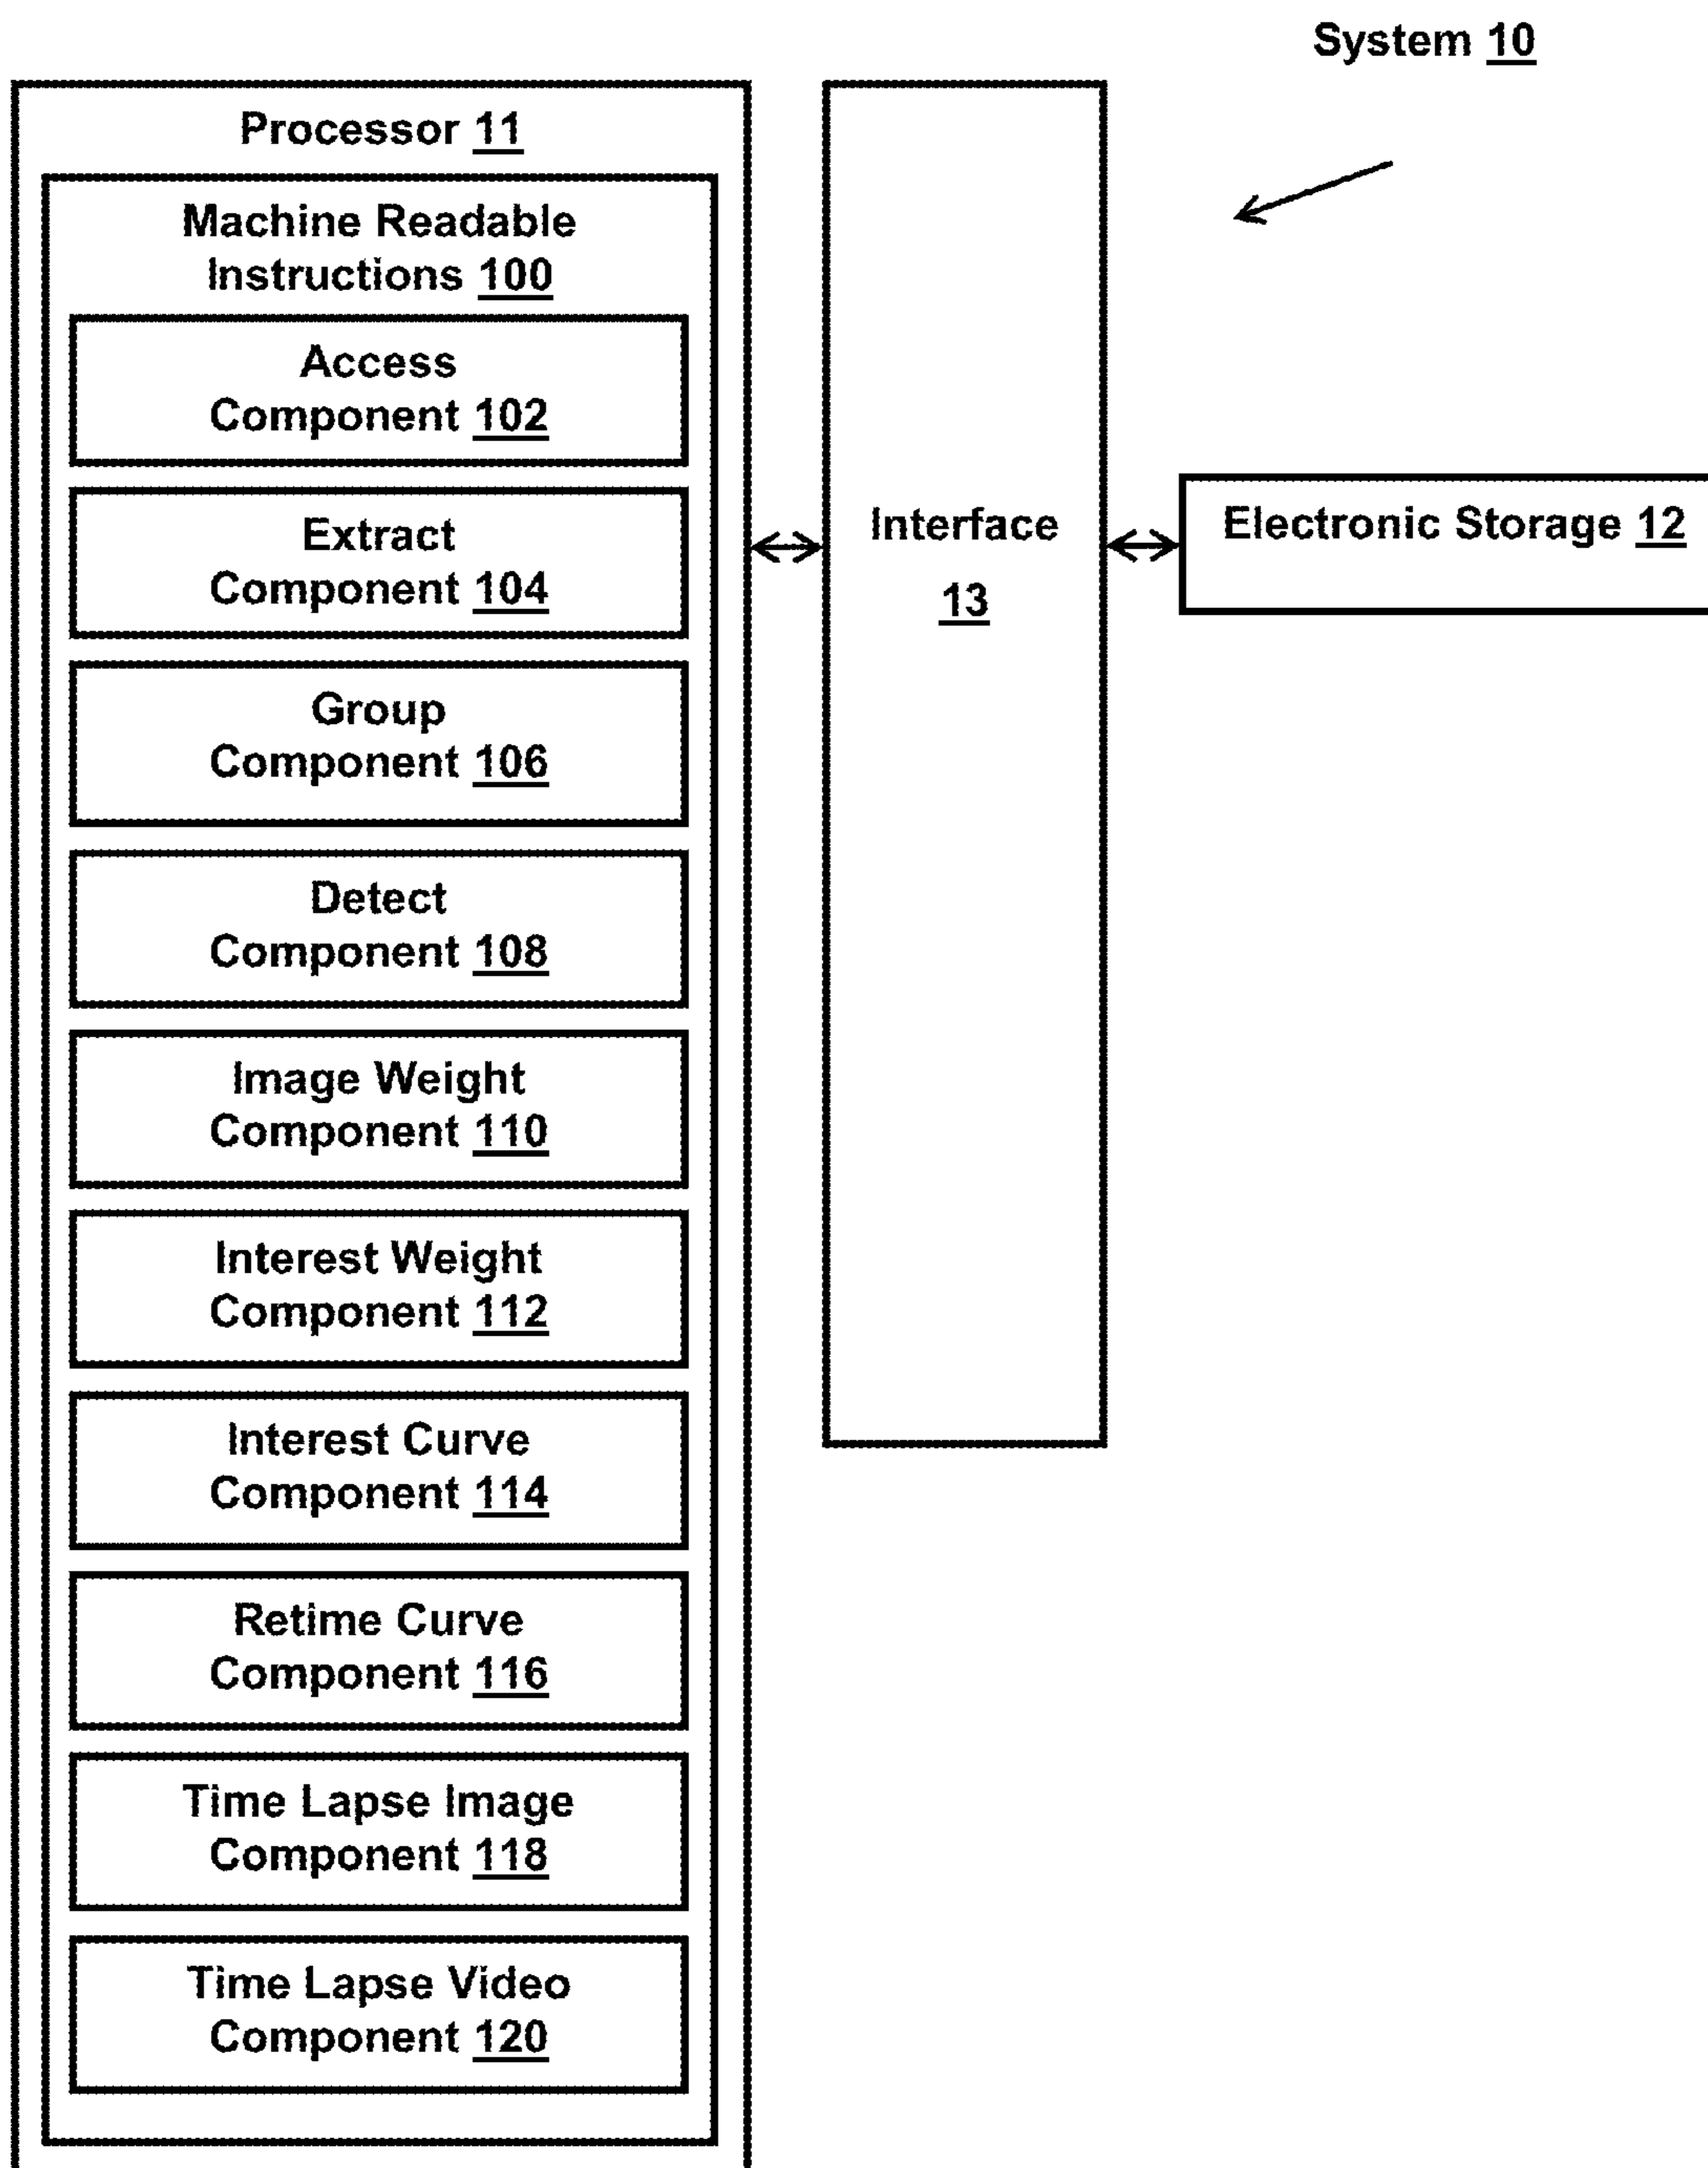 System 10
Processor 11
Machine Readable
Instructions 100
Access
Component 102
Extract
Component 104
Group
Component 106
Detect
Component 108
Image Weight
Component 110
Interest Weight
Component 112
Interest Curve
Component 114
Retime Curve
Component 116
Time Lapse Image
Component 118
Time Lapse Video
Component 120
Interface
13
Electronic Storage 12